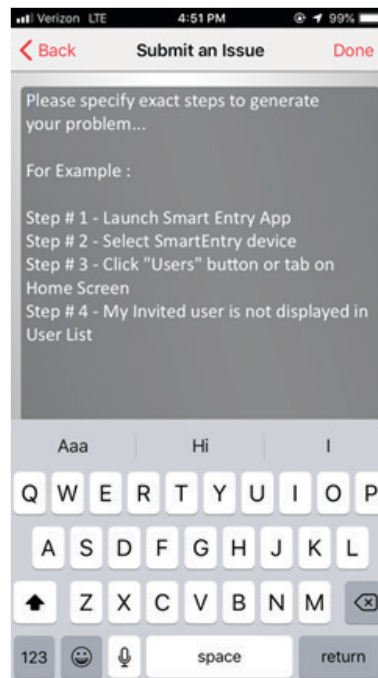 Verizon LTE 4:51 PM 99%
Back Submit an Issue Done
Please specify exact steps to generate
your problem...
For Example :
Step # 1 - Launch Smart Entry App
Step # 2 - Select SmartEntry device
Step # 3 - Click "Users" button or tab on
Home Screen
Step # 4 - My Invited user is not displayed in
User List
Aaa Hi I
Q W E R T Y U I O P
A S D F G H J K L
Z X C V B N M
123 space return